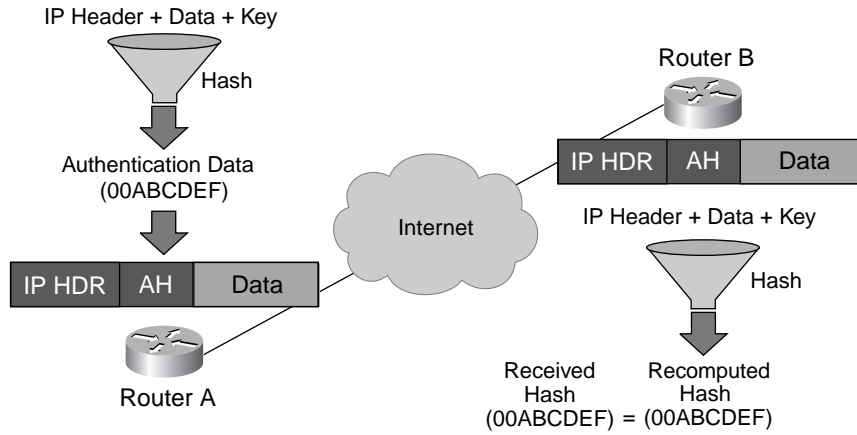 IP Header + Data + Key
Hash
Authentication Data
(00ABCDEF)
IP HDR AH Data
Router A
Internet
Router B
IP HDR AH Data
IP Header + Data + Key
Hash
Received Recomputed
Hash Hash
(00ABCDEF) = (00ABCDEF)